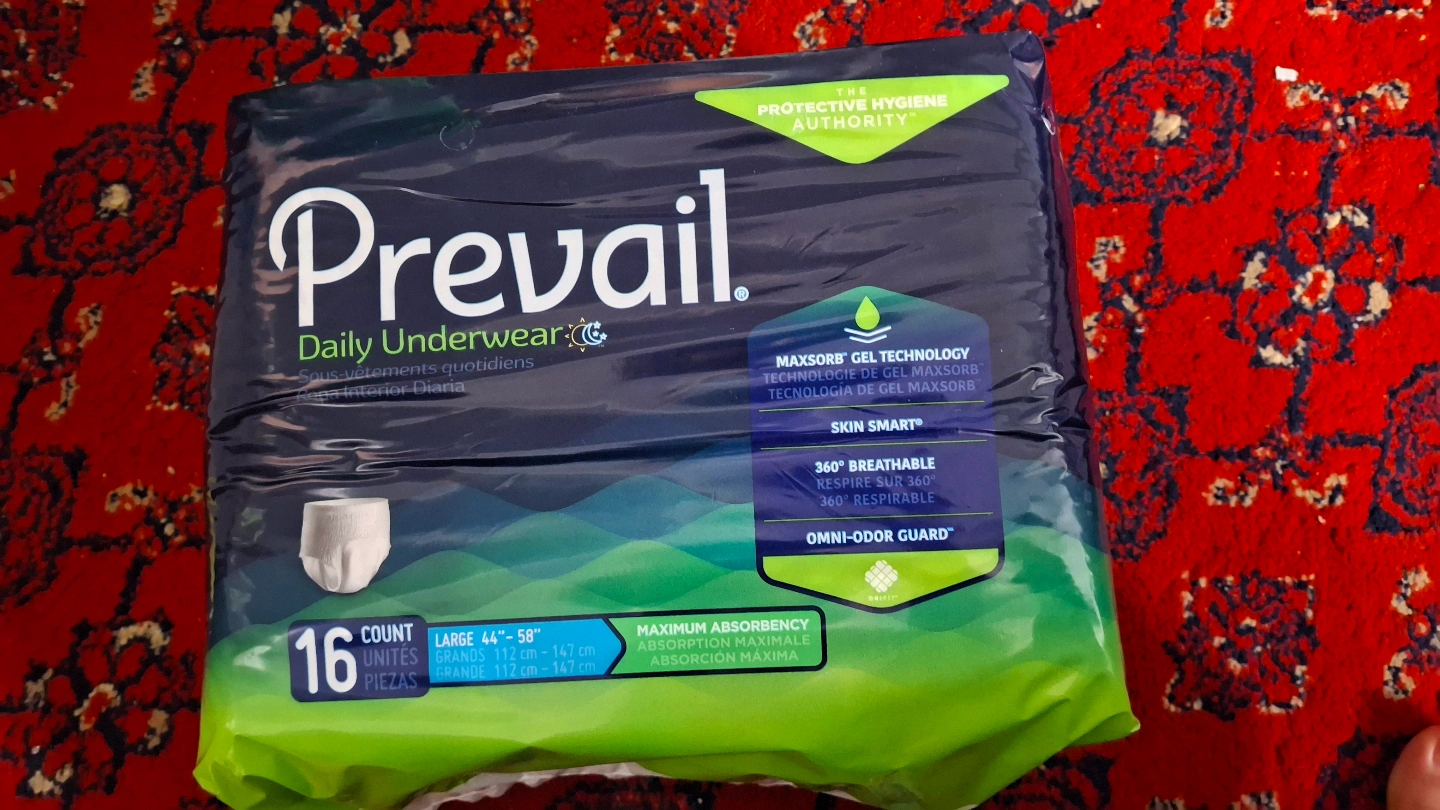 THE
PROTECTIVE HYGIENE
AUTHORITY™
Prevail®
Daily Underwear
Sous-vêtements quotidiens
Ropa Interior Diaria
MAXSORB™ GEL TECHNOLOGY
TECHNOLOGIE DE GEL MAXSORB™
TECNOLOGÍA DE GEL MAXSORB™
SKIN SMART®
360° BREATHABLE
RESPIRE SUR 360°
360° RESPIRABLE
OMNI-ODOR GUARD™
DRIFIT™
16
COUNT
UNITÉS
PIEZAS
LARGE 44"- 58"
GRANDS 112 cm - 147 cm
GRANDE 112 cm - 147 cm
MAXIMUM ABSORBENCY
ABSORPTION MAXIMALE
ABSORCIÓN MÁXIMA